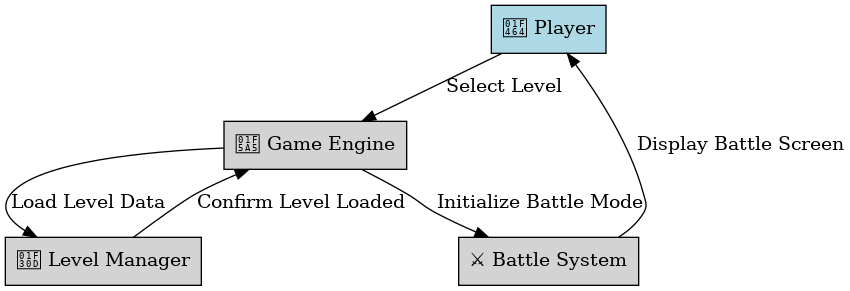 👤 Player
Select Level
🖥 Game Engine
Load Level Data
Confirm Level Loaded
Initialize Battle Mode
Display Battle Screen
🌍 Level Manager
⚔ Battle System